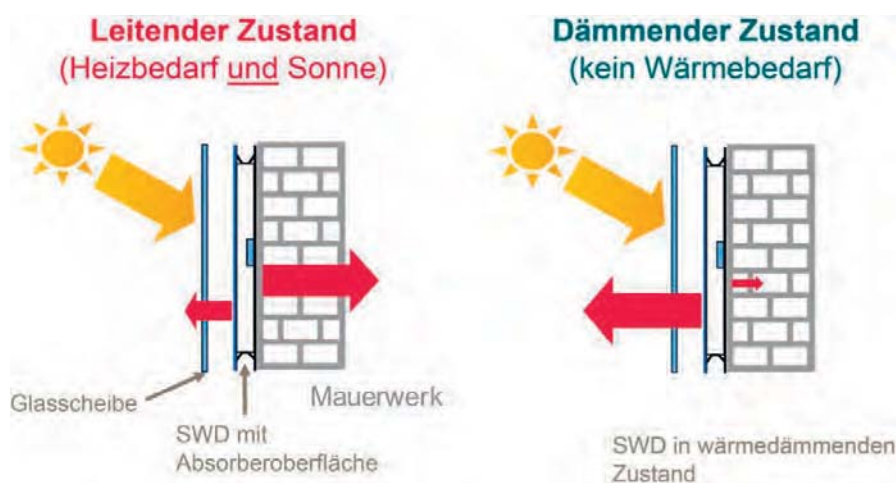 Leitender Zustand
(Heizbedarf und Sonne)
Dämmender Zustand
(kein Wärmebedarf)
Glasscheibe
SWD mit
Absorberoberfläche
Mauerwerk
SWD in wärmedämmenden
Zustand